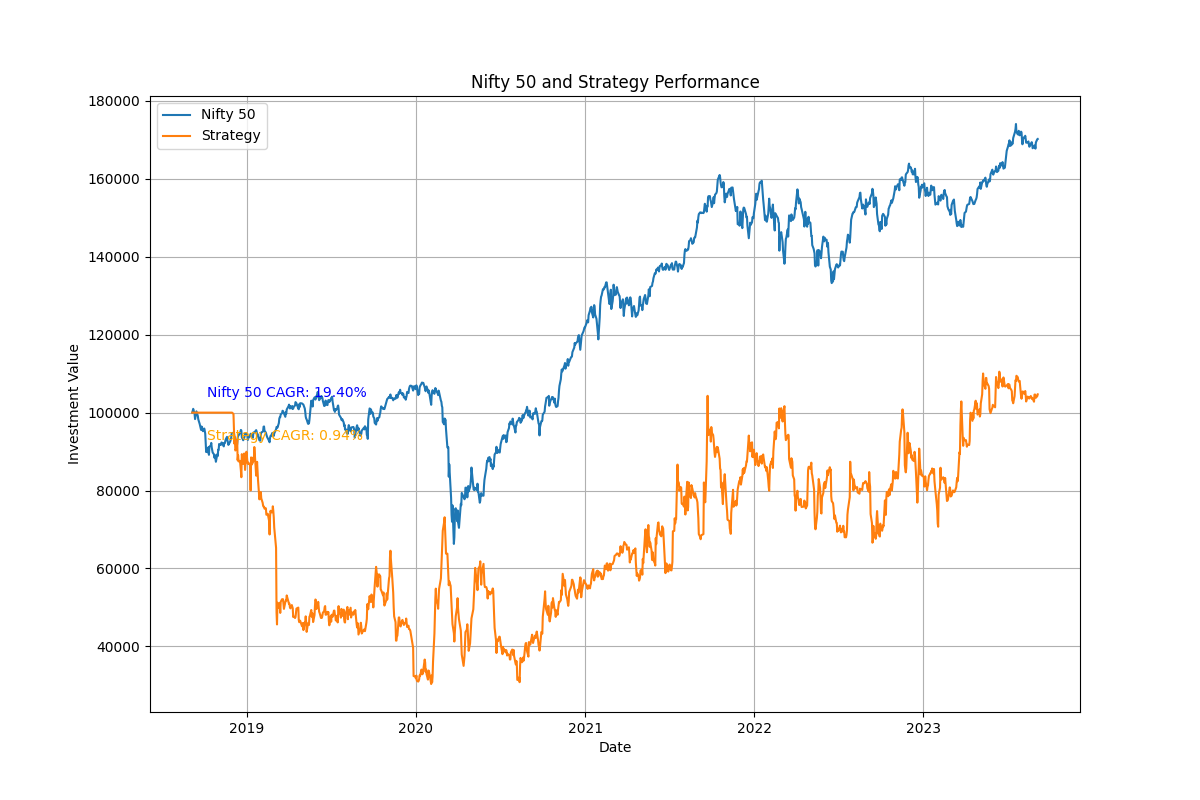 Nifty 50 and Strategy Performance
Nifty 50
Strategy
180000
160000
140000
120000
100000
80000
60000
40000
Investment Value
Nifty 50 CAGR: 19.40%
Strategy CAGR: 0.94%
2019
2020
2021
2022
2023
Date